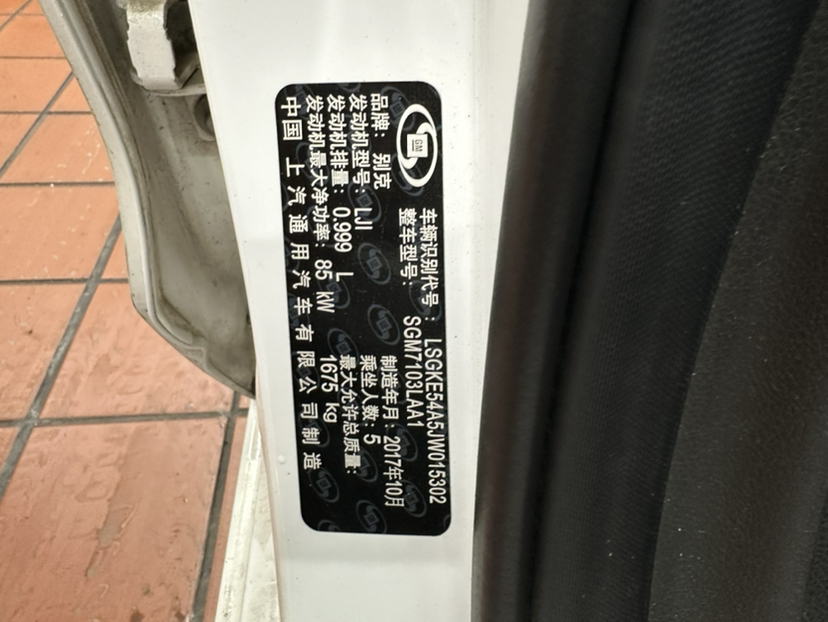 GM
车辆识别代号: LSGKE54A5JW015302
整车型号: SGM7103LAA1
品牌: 别克 制造年月: 2017年10月
发动机型号: LJI 乘坐人数: 5
发动机排量: 0.999 L 最大允许总质量:
发动机最大净功率: 85 kW 1675 kg
中国 上汽通用汽车有限公司制造